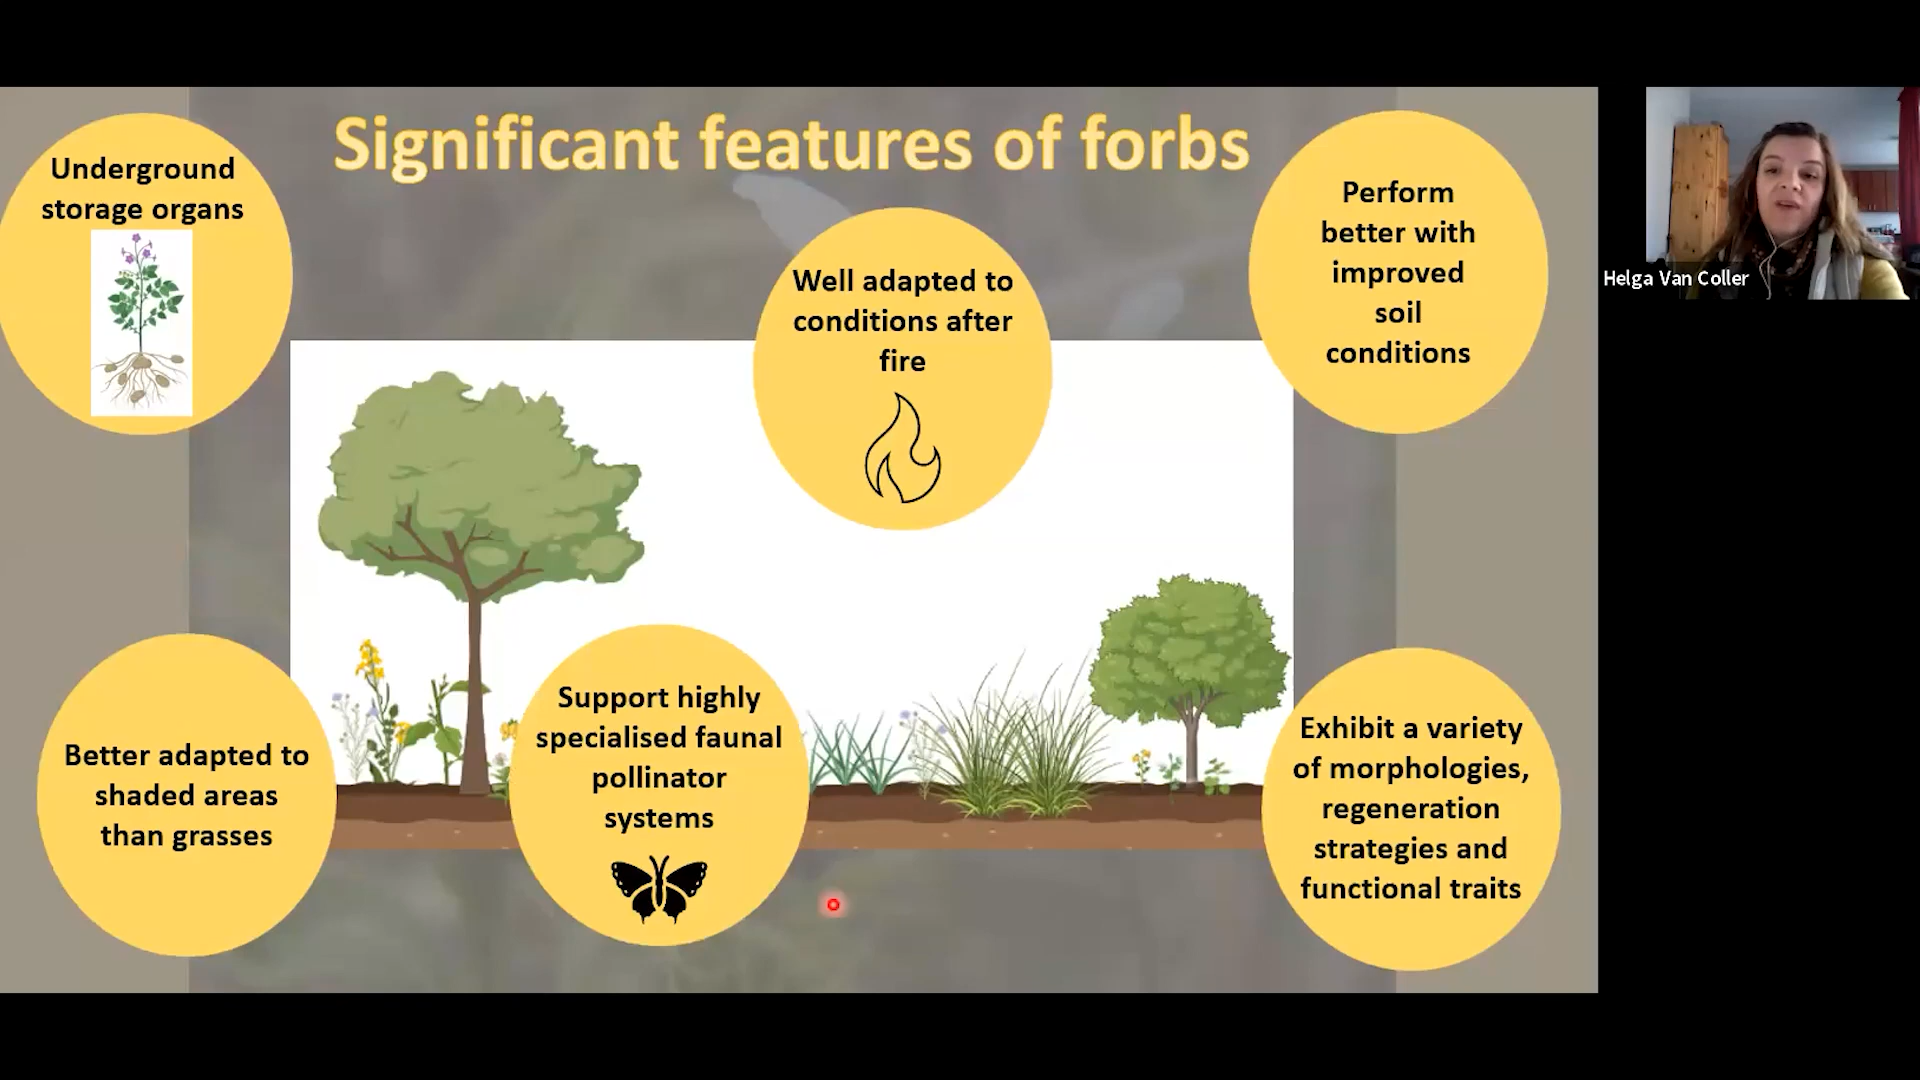 Significant features of forbs
Underground
storage organs
Well adapted to
conditions after
fire
Perform
better with
improved
soil
conditions
Helga Van Coller
Better adapted to
shaded areas
than grasses
Support highly
specialised faunal
pollinator
systems
Exhibit a variety
of morphologies,
regeneration
strategies and
functional traits